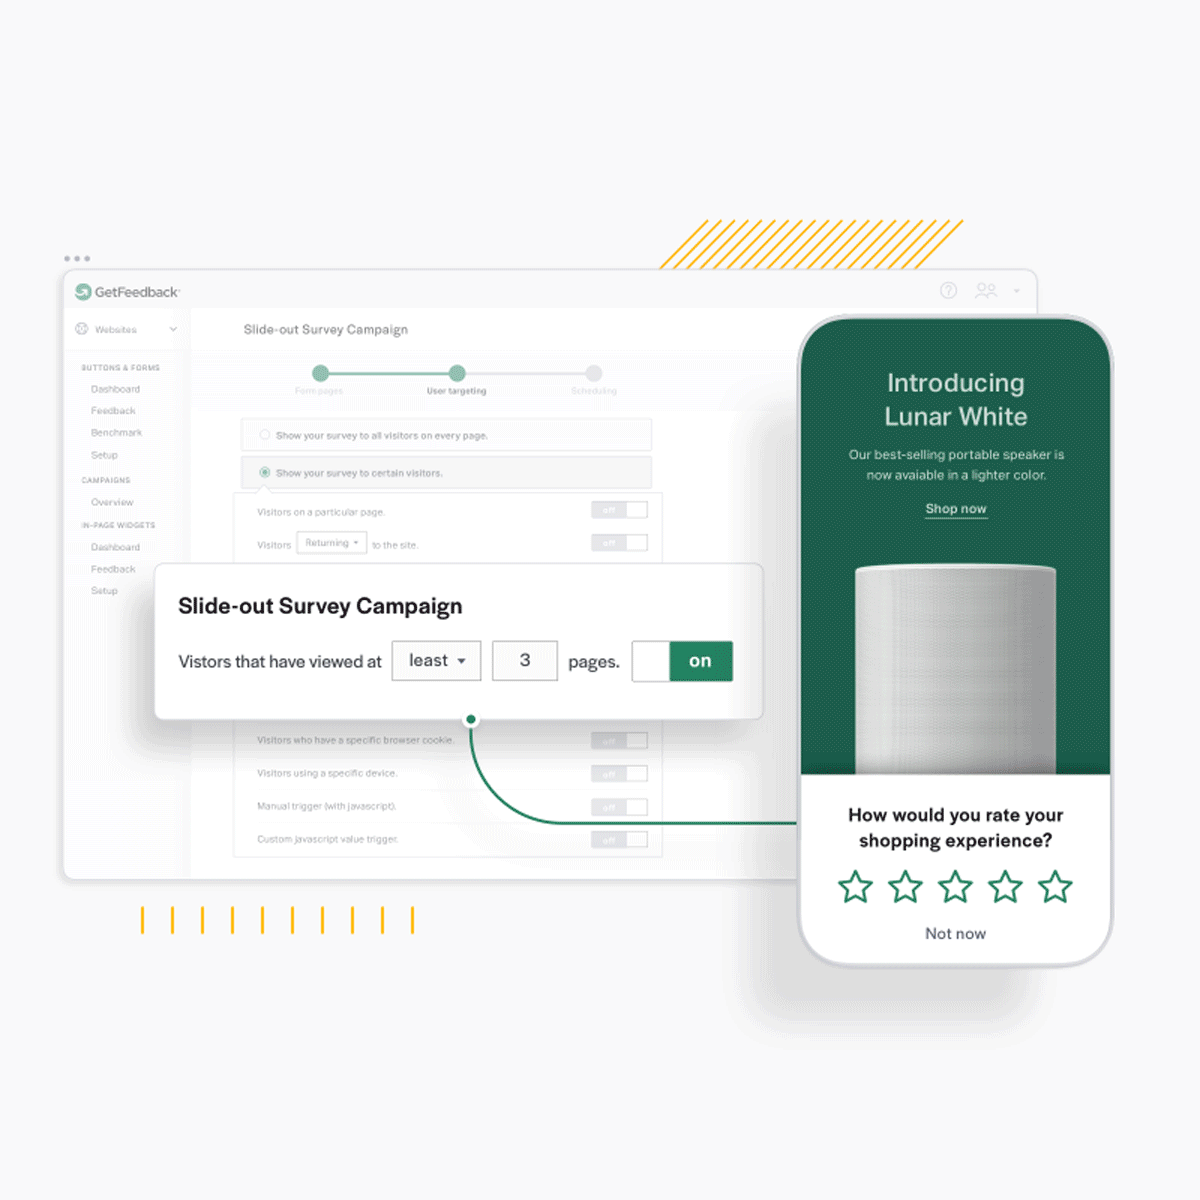 GetFeedback
Websites
Slide-out Survey Campaign
BUTTONS & FORMS
Dashboard
Feedback
Benchmark
Setup
CAMPAIGNS
Overview
IN-PAGE WIDGETS
Dashboard
Feedback
Setup
Form pages
User targeting
Scheduling
Show your survey to all visitors on every page.
Show your survey to certain visitors.
Visitors on a particular page. off
Visitors Returning to the site. off
Slide-out Survey Campaign
Vistors that have viewed at least 3 pages. on
Visitors who have a specific browser cookie. off
Visitors using a specific device. off
Manual trigger (with javascript). off
Custom javascript value trigger. off
Introducing
Lunar White
Our best-selling portable speaker is
now avaiable in a lighter color.
Shop now
How would you rate your
shopping experience?
Not now